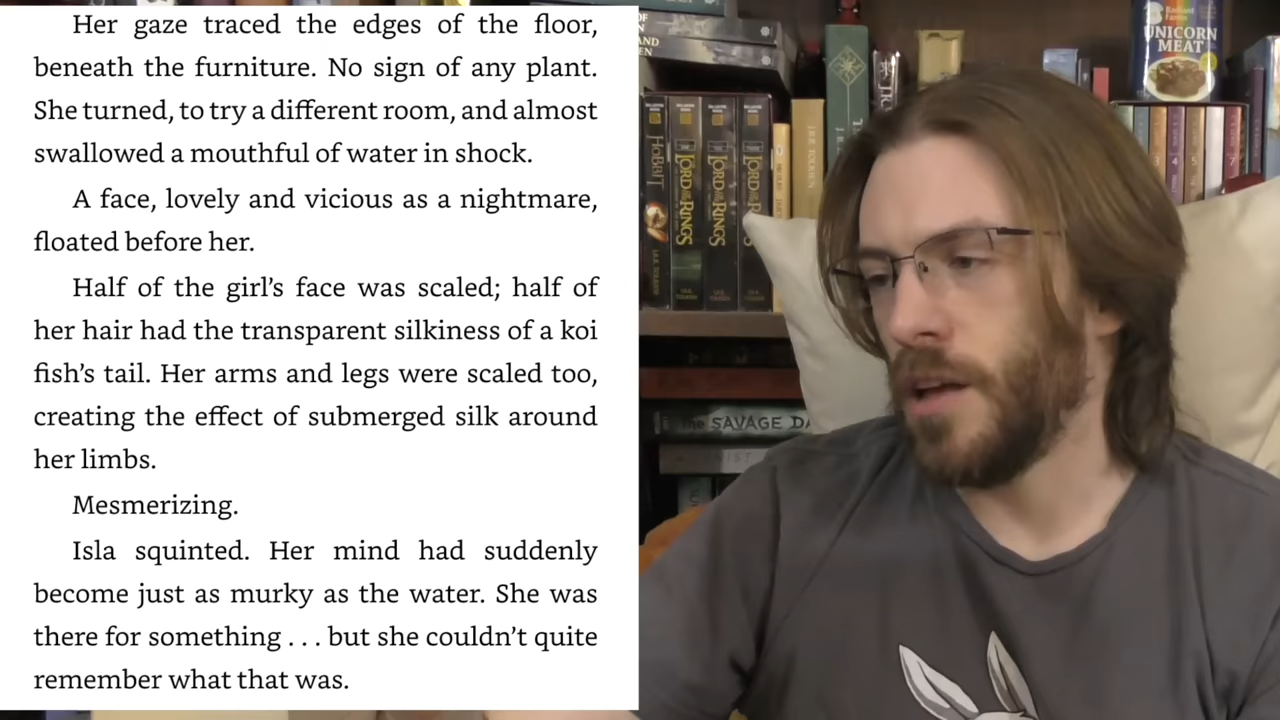 Her gaze traced the edges of the floor,
beneath the furniture. No sign of any plant.
She turned, to try a different room, and almost
swallowed a mouthful of water in shock.
A face, lovely and vicious as a nightmare,
floated before her.
Half of the girl’s face was scaled; half of
her hair had the transparent silkiness of a koi
fish’s tail. Her arms and legs were scaled too,
creating the effect of submerged silk around
her limbs.
Mesmerizing.
Isla squinted. Her mind had suddenly
become just as murky as the water. She was
there for something . . . but she couldn’t quite
remember what that was.
HOBBIT
J.R.R. TOLKIEN
THE LORD OF THE RINGS
THE LORD OF THE RINGS
LORD RINGS
J.R.R. TOLKIEN
UNICORN
MEAT
the SAVAGE DA
3
4
5
7